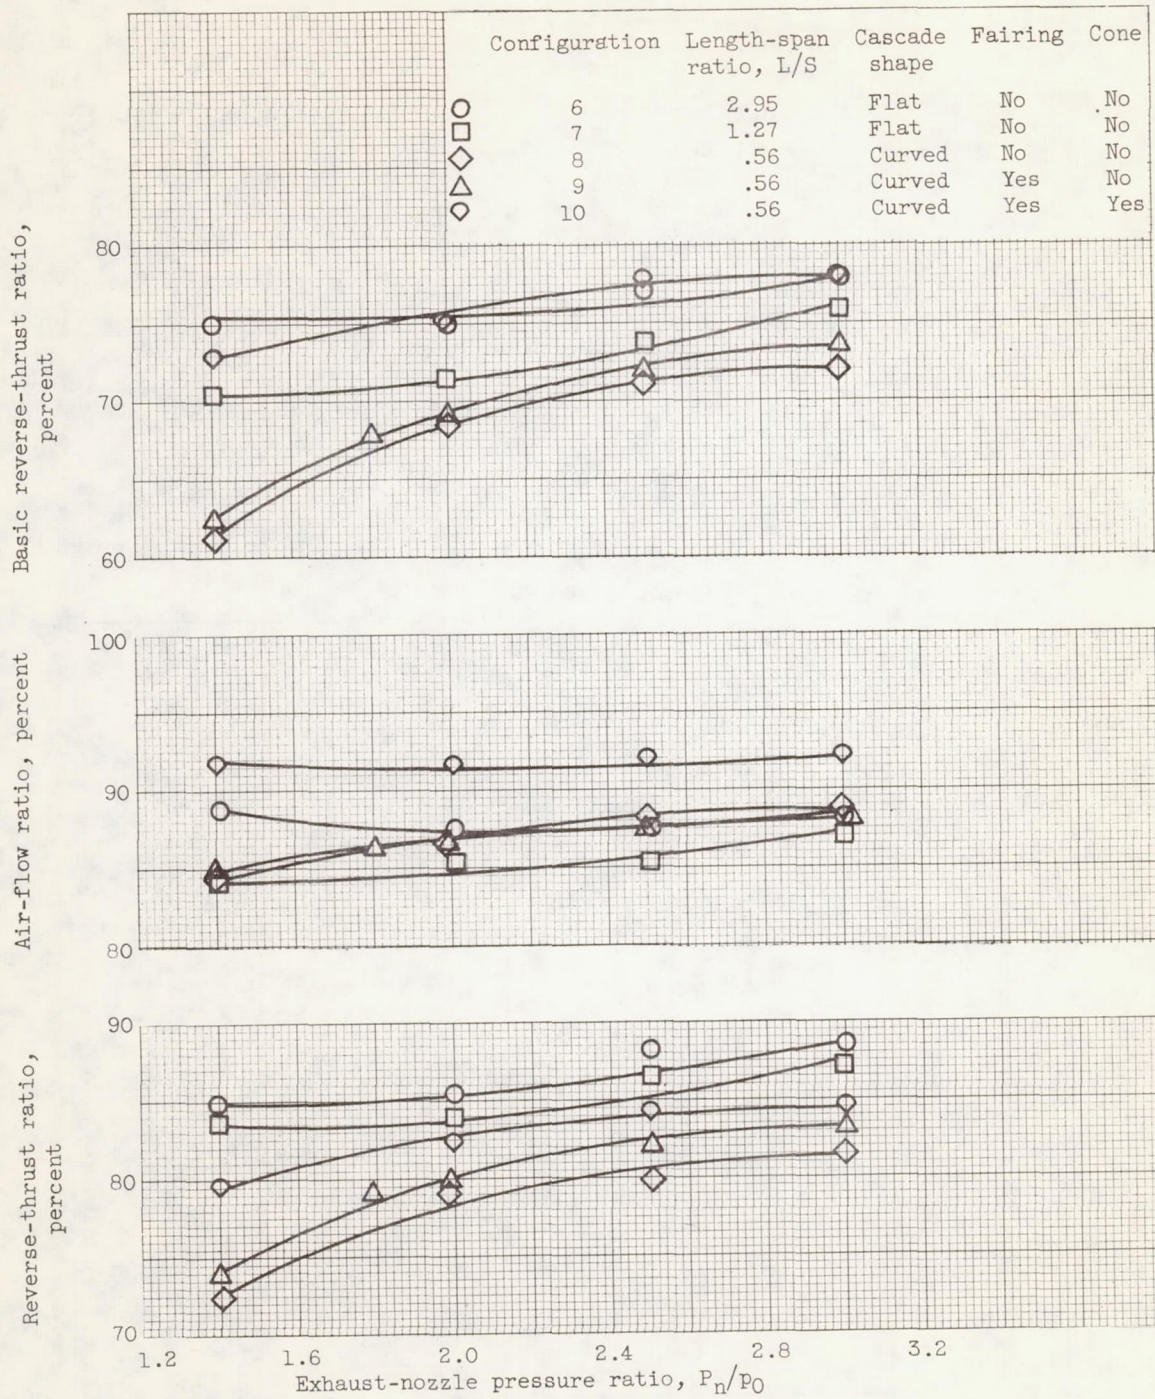 Configuration Length-span Cascade Fairing Cone
ratio, L/S shape
6 2.95 Flat No No
7 1.27 Flat No No
8 .56 Curved No No
9 .56 Curved Yes No
10 .56 Curved Yes Yes
Basic reverse-thrust ratio,
percent
80
70
60
Air-flow ratio, percent
100
90
80
Reverse-thrust ratio,
percent
90
80
70
1.2 1.6 2.0 2.4 2.8 3.2
Exhaust-nozzle pressure ratio, Pn/p0